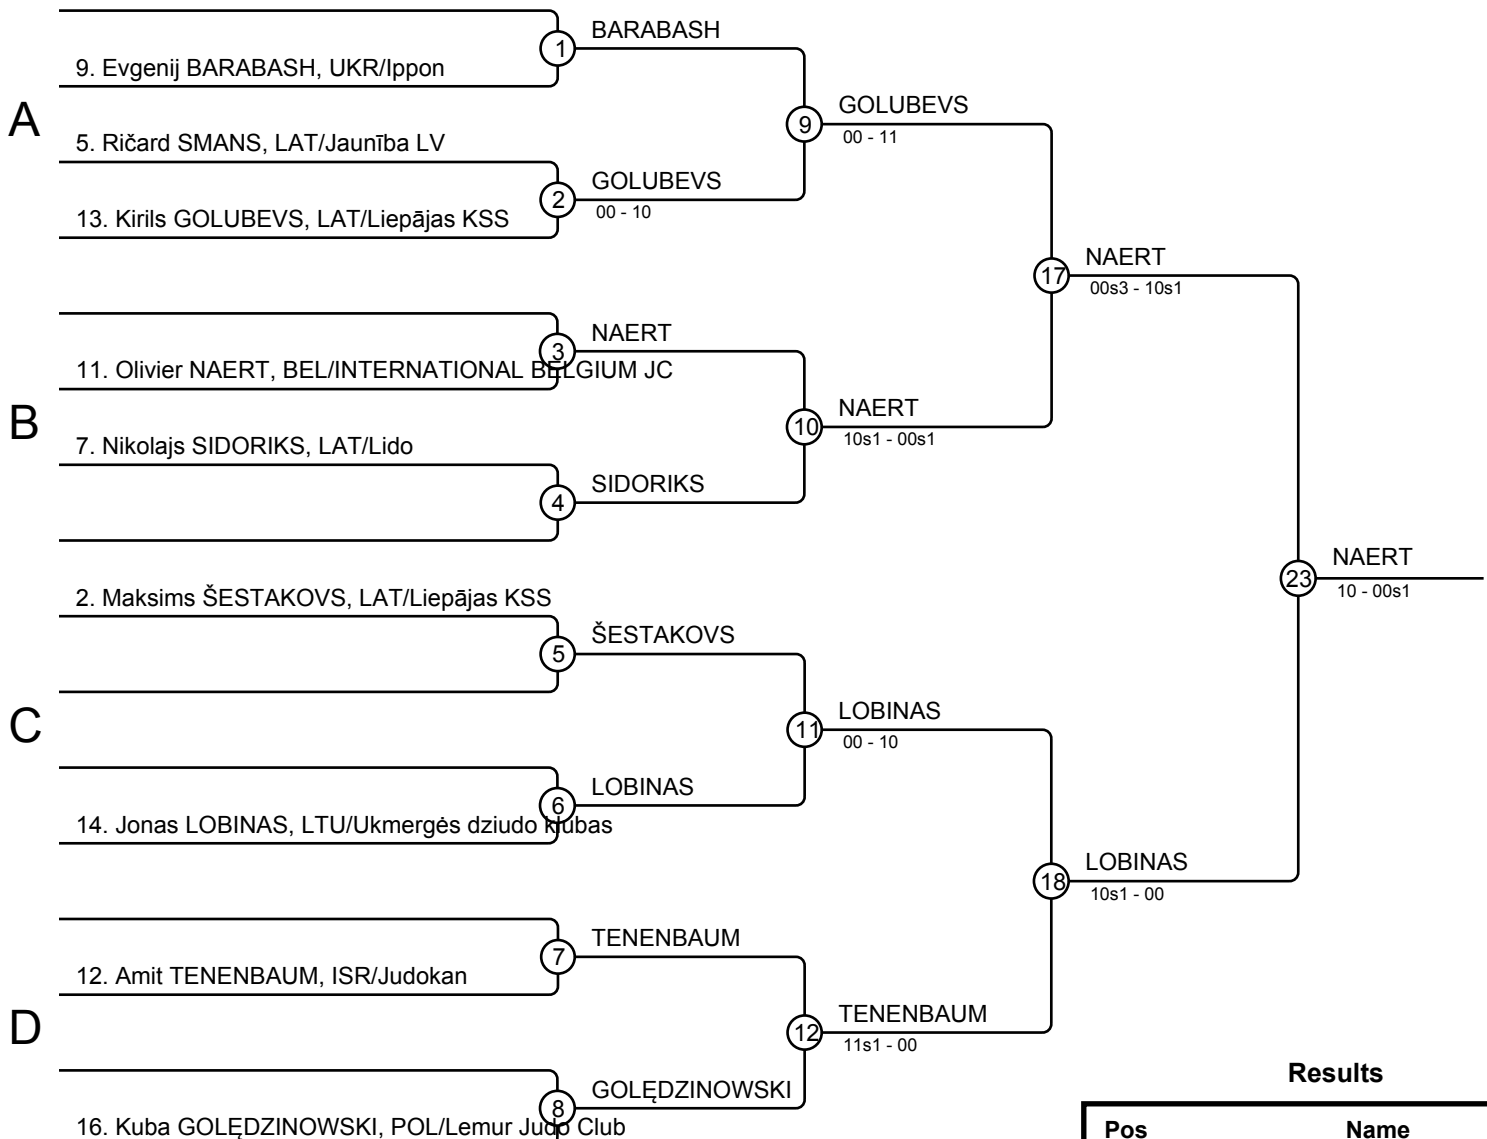 BARABASH
1
9. Evgenij BARABASH, UKR/Ippon
A
GOLUBEVS
9
00 - 11
5. Ričard SMANS, LAT/Jaunība LV
GOLUBEVS
2
00 - 10
13. Kirils GOLUBEVS, LAT/Liepājas KSS
NAERT
17
00s3 - 10s1
NAERT
3
11. Olivier NAERT, BEL/INTERNATIONAL BELGIUM JC
B
NAERT
10
10s1 - 00s1
7. Nikolajs SIDORIKS, LAT/Lido
SIDORIKS
4
NAERT
23
10 - 00s1
2. Maksims ŠESTAKOVS, LAT/Liepājas KSS
ŠESTAKOVS
5
C
LOBINAS
11
00 - 10
LOBINAS
6
14. Jonas LOBINAS, LTU/Ukmergės dziudo klubas
LOBINAS
18
10s1 - 00
TENENBAUM
7
12. Amit TENENBAUM, ISR/Judokan
D
TENENBAUM
12
11s1 - 00
GOLĘDZINOWSKI
8
16. Kuba GOLĘDZINOWSKI, POL/Lemur Judo Club
Results
Pos Name